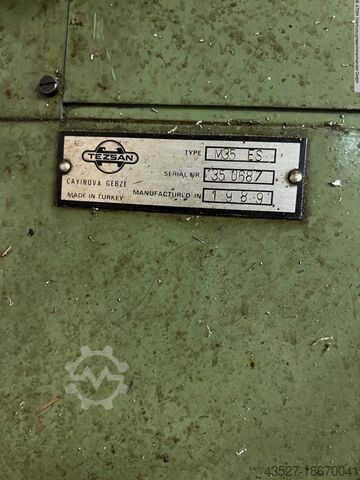 TEZSAN
ÇAYIROVA GEBZE
MADE IN TURKEY
TYPE M35 ES
SERIAL NR 35 0687
MANUFACTURED IN 1989
43527-18670041